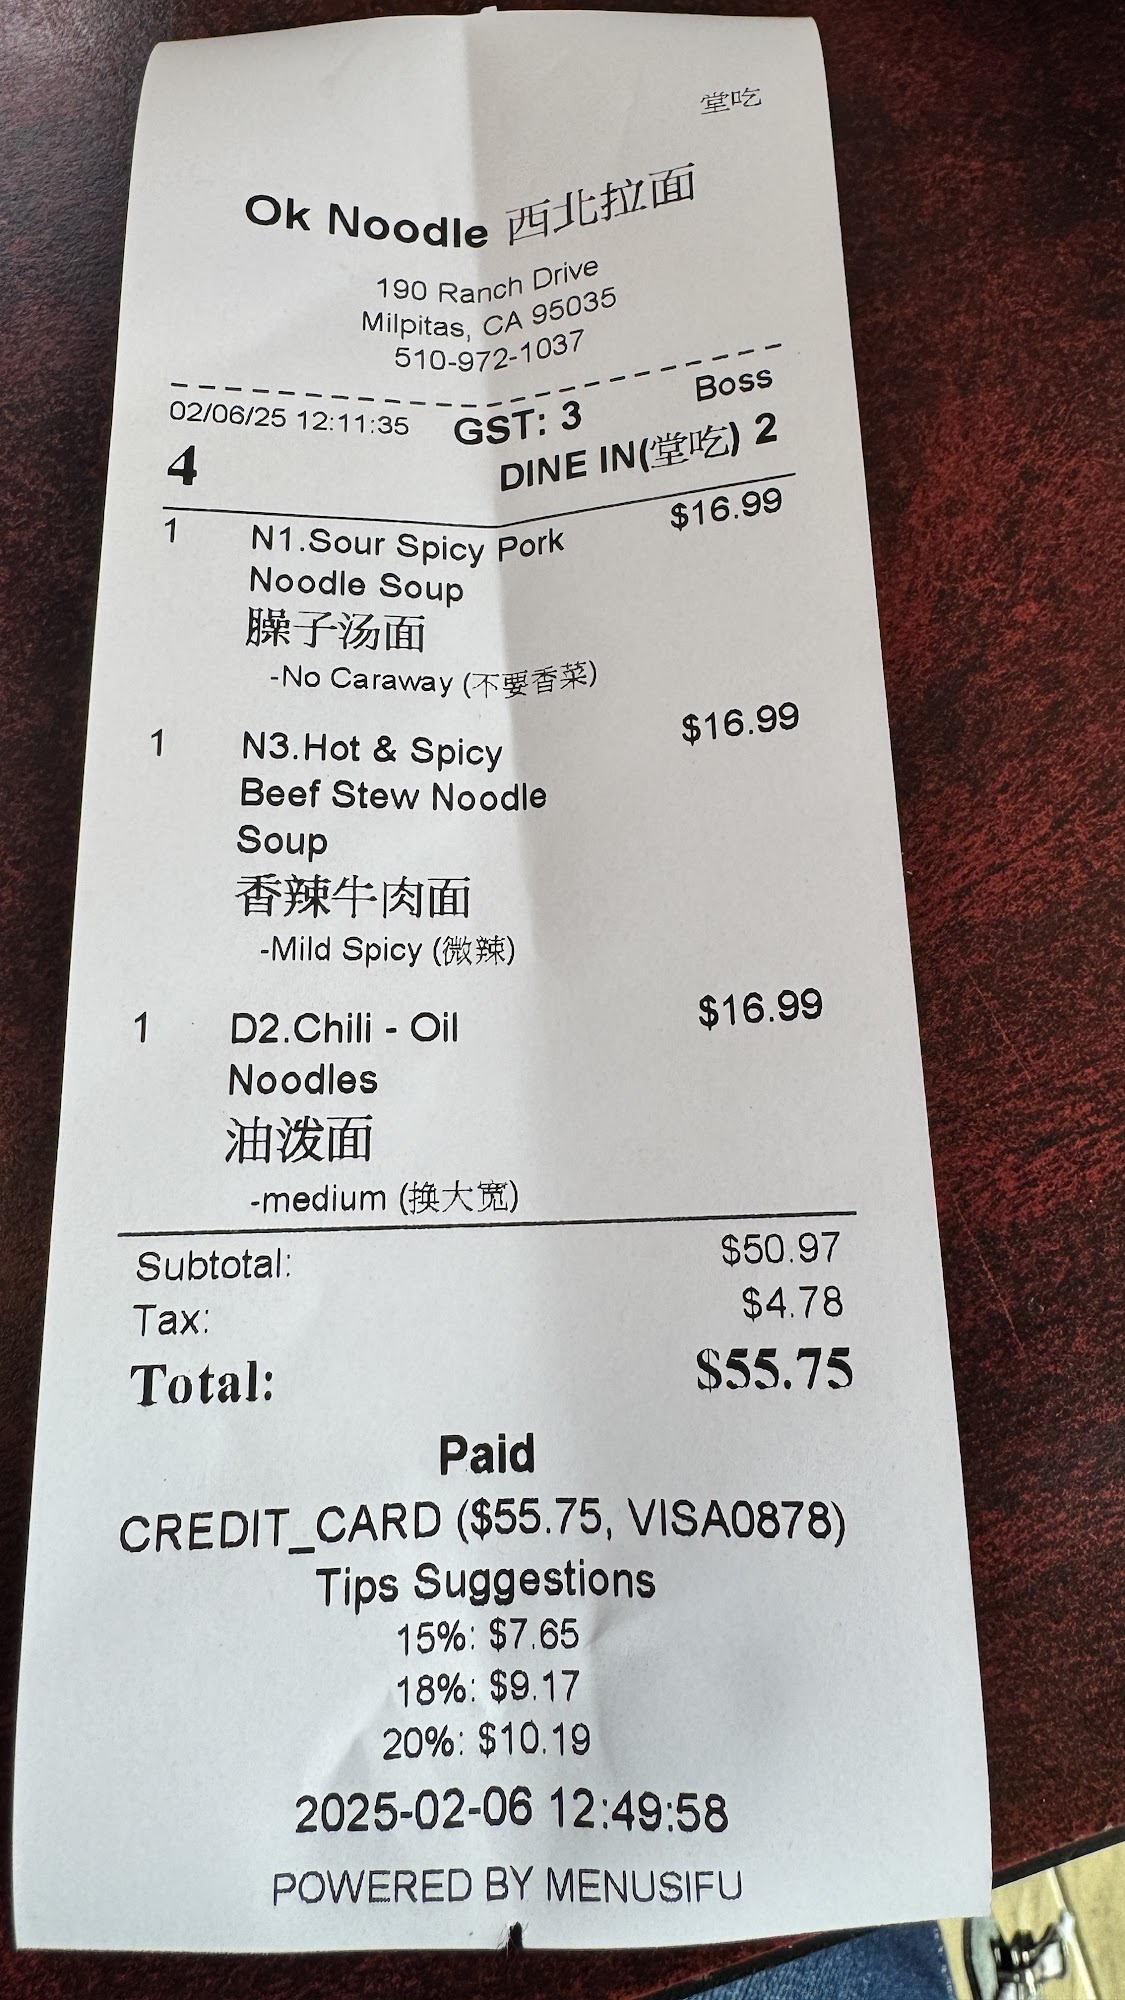 堂吃
Ok Noodle 西北拉面
190 Ranch Drive
Milpitas, CA 95035
510-972-1037
Boss
02/06/25 12:11:35 GST: 3
4 DINE IN(堂吃) 2
1 N1.Sour Spicy Pork $16.99
Noodle Soup
臊子汤面
-No Caraway (不要香菜)
1 N3.Hot & Spicy $16.99
Beef Stew Noodle
Soup
香辣牛肉面
-Mild Spicy (微辣)
1 D2.Chili - Oil $16.99
Noodles
油泼面
-medium (换大宽)
Subtotal: $50.97
Tax: $4.78
Total: $55.75
Paid
CREDIT_CARD ($55.75, VISA0878)
Tips Suggestions
15%: $7.65
18%: $9.17
20%: $10.19
2025-02-06 12:49:58
POWERED BY MENUSIFU